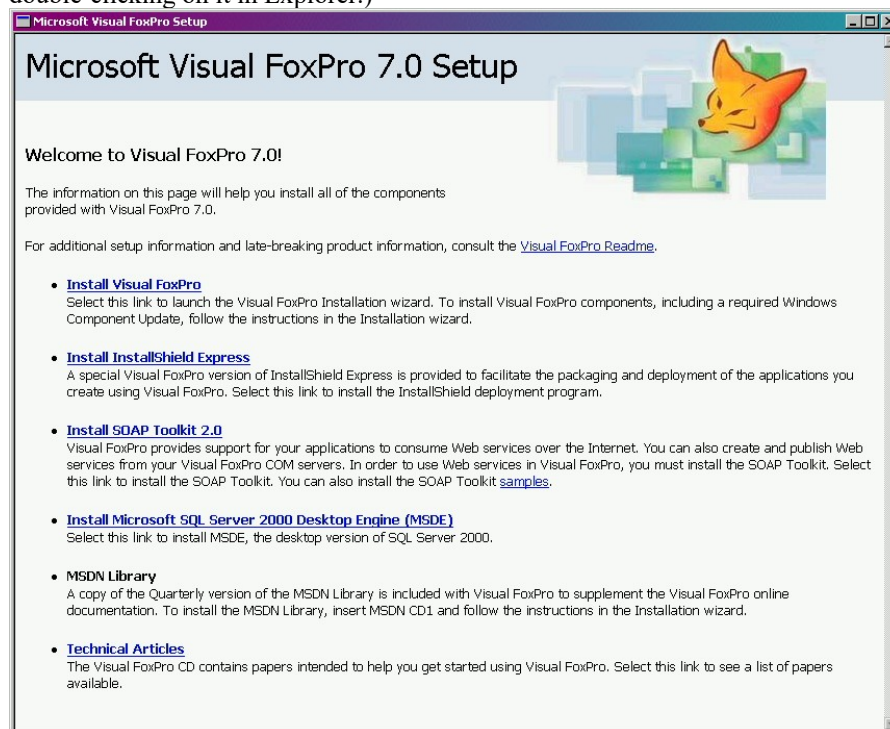 double-clicking on it in Explorer.)
Microsoft Visual FoxPro Setup
Microsoft Visual FoxPro 7.0 Setup
Welcome to Visual FoxPro 7.0!
The information on this page will help you install all of the components
provided with Visual FoxPro 7.0.
For additional setup information and late-breaking product information, consult the Visual FoxPro Readme.
• Install Visual FoxPro
Select this link to launch the Visual FoxPro Installation wizard. To install Visual FoxPro components, including a required Windows
Component Update, follow the instructions in the Installation wizard.
• Install InstallShield Express
A special Visual FoxPro version of InstallShield Express is provided to facilitate the packaging and deployment of the applications you
create using Visual FoxPro. Select this link to install the InstallShield deployment program.
• Install SOAP Toolkit 2.0
Visual FoxPro provides support for your applications to consume Web services over the Internet. You can also create and publish Web
services from your Visual FoxPro COM servers. In order to use Web services in Visual FoxPro, you must install the SOAP Toolkit. Select
this link to install the SOAP Toolkit. You can also install the SOAP Toolkit samples.
• Install Microsoft SQL Server 2000 Desktop Engine (MSDE)
Select this link to install MSDE, the desktop version of SQL Server 2000.
• MSDN Library
A copy of the Quarterly version of the MSDN Library is included with Visual FoxPro to supplement the Visual FoxPro online
documentation. To install the MSDN Library, insert MSDN CD1 and follow the instructions in the Installation wizard.
• Technical Articles
The Visual FoxPro CD contains papers intended to help you get started using Visual FoxPro. Select this link to see a list of papers
available.